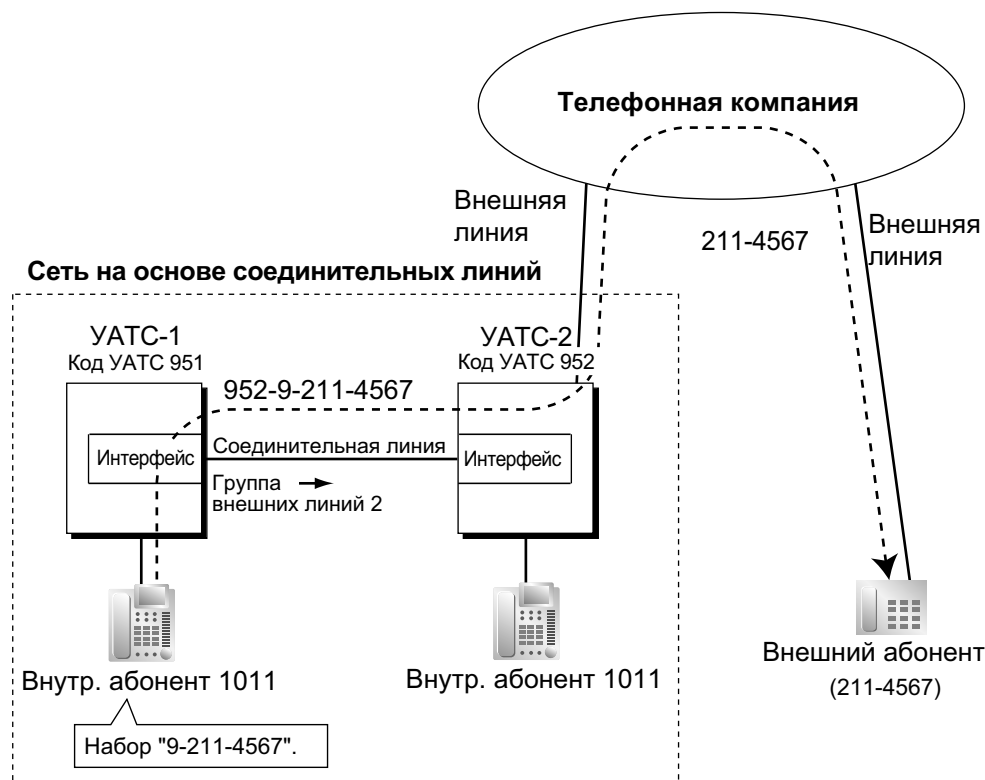 Телефонная компания
Внешняя
линия
211-4567
Внешняя
линия
Сеть на основе соединительных линий
УАТС-1
Код УАТС 951
УАТС-2
Код УАТС 952
952-9-211-4567
Интерфейс
Соединительная линия
Интерфейс
Группа
внешних линий 2
Внутр. абонент 1011
Внутр. абонент 1011
Внешний абонент
(211-4567)
Набор "9-211-4567".